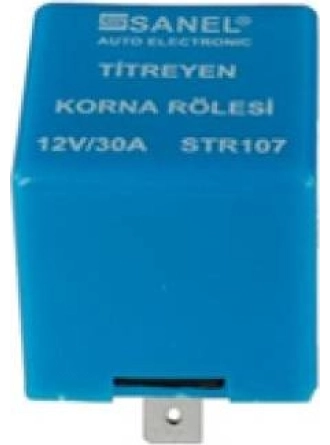 SANEL®
AUTO ELECTRONIC
TİTREYEN
KORNA RÖLESİ
12V/30A STR107